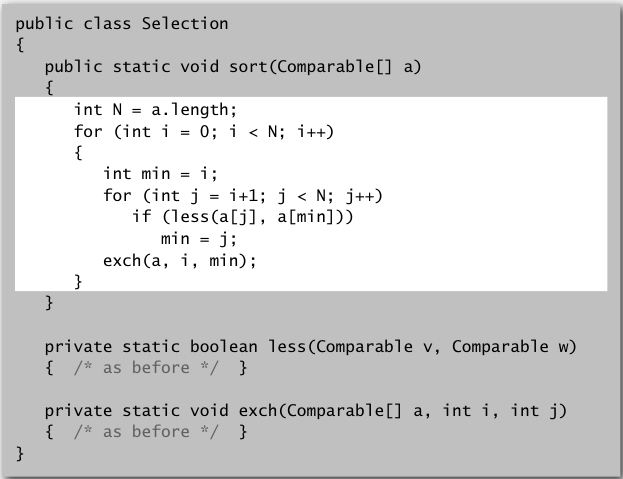 public class Selection
{
   public static void sort(Comparable[] a)
   {
      int N = a.length;
      for (int i = 0; i < N; i++)
      {
         int min = i;
         for (int j = i+1; j < N; j++)
            if (less(a[j], a[min]))
               min = j;
         exch(a, i, min);
      }
   }

   private static boolean less(Comparable v, Comparable w)
   {  /* as before */  }

   private static void exch(Comparable[] a, int i, int j)
   {  /* as before */  }
}